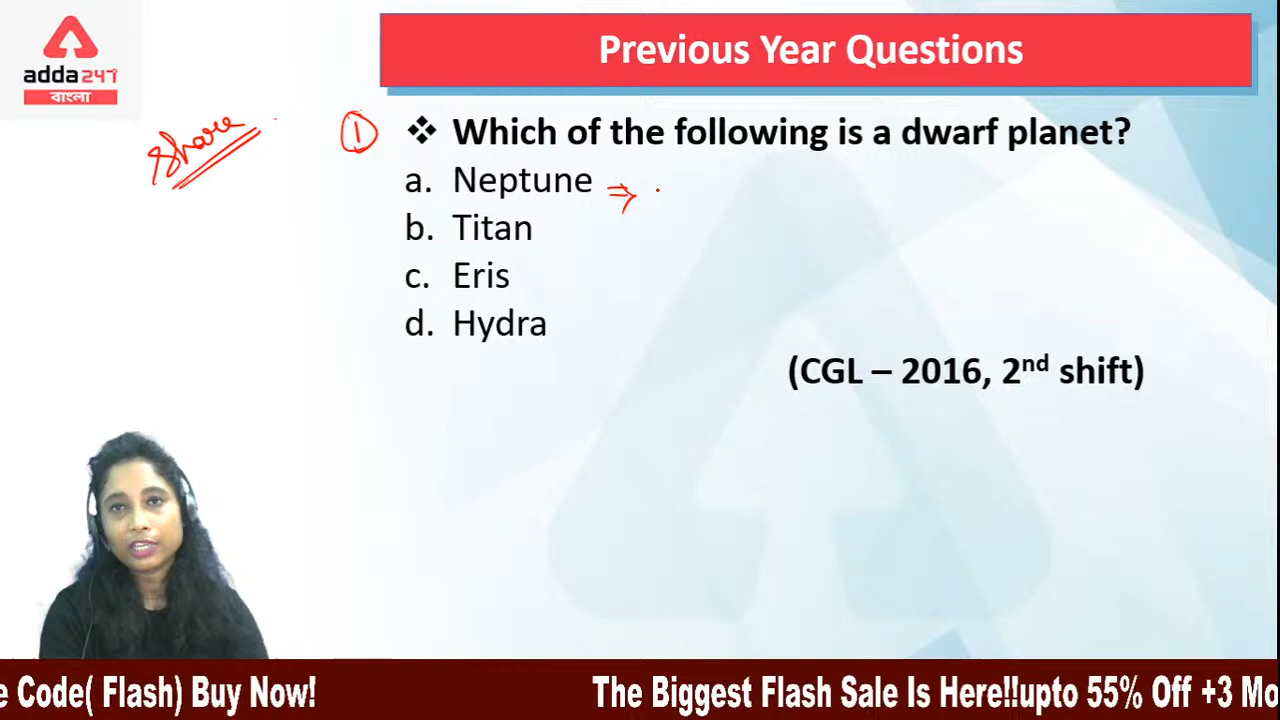 adda247
বাংলা
Previous Year Questions
Share
1
❖ Which of the following is a dwarf planet?
a. Neptune ⇒
b. Titan
c. Eris
d. Hydra
(CGL – 2016, 2nd shift)
e Code( Flash) Buy Now! The Biggest Flash Sale Is Here!!upto 55% Off +3 Mo